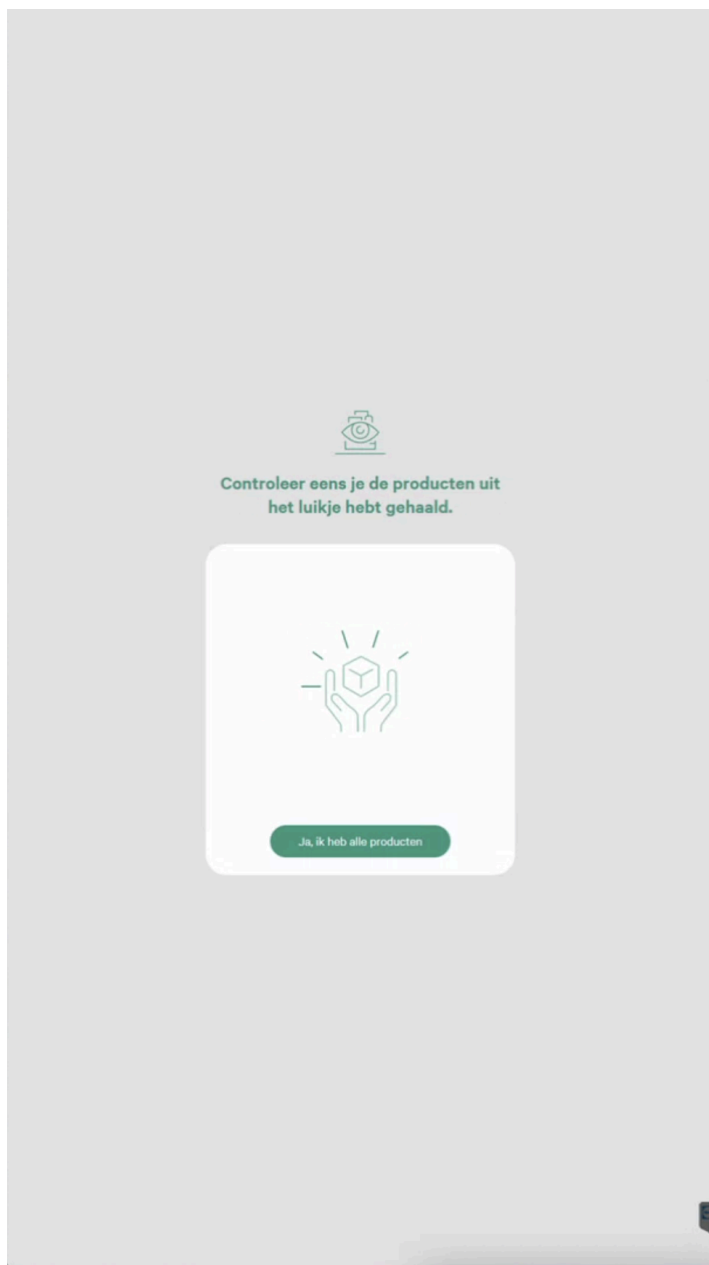 Controleer eens je de producten uit
het luikje hebt gehaald.
Ja, ik heb alle producten